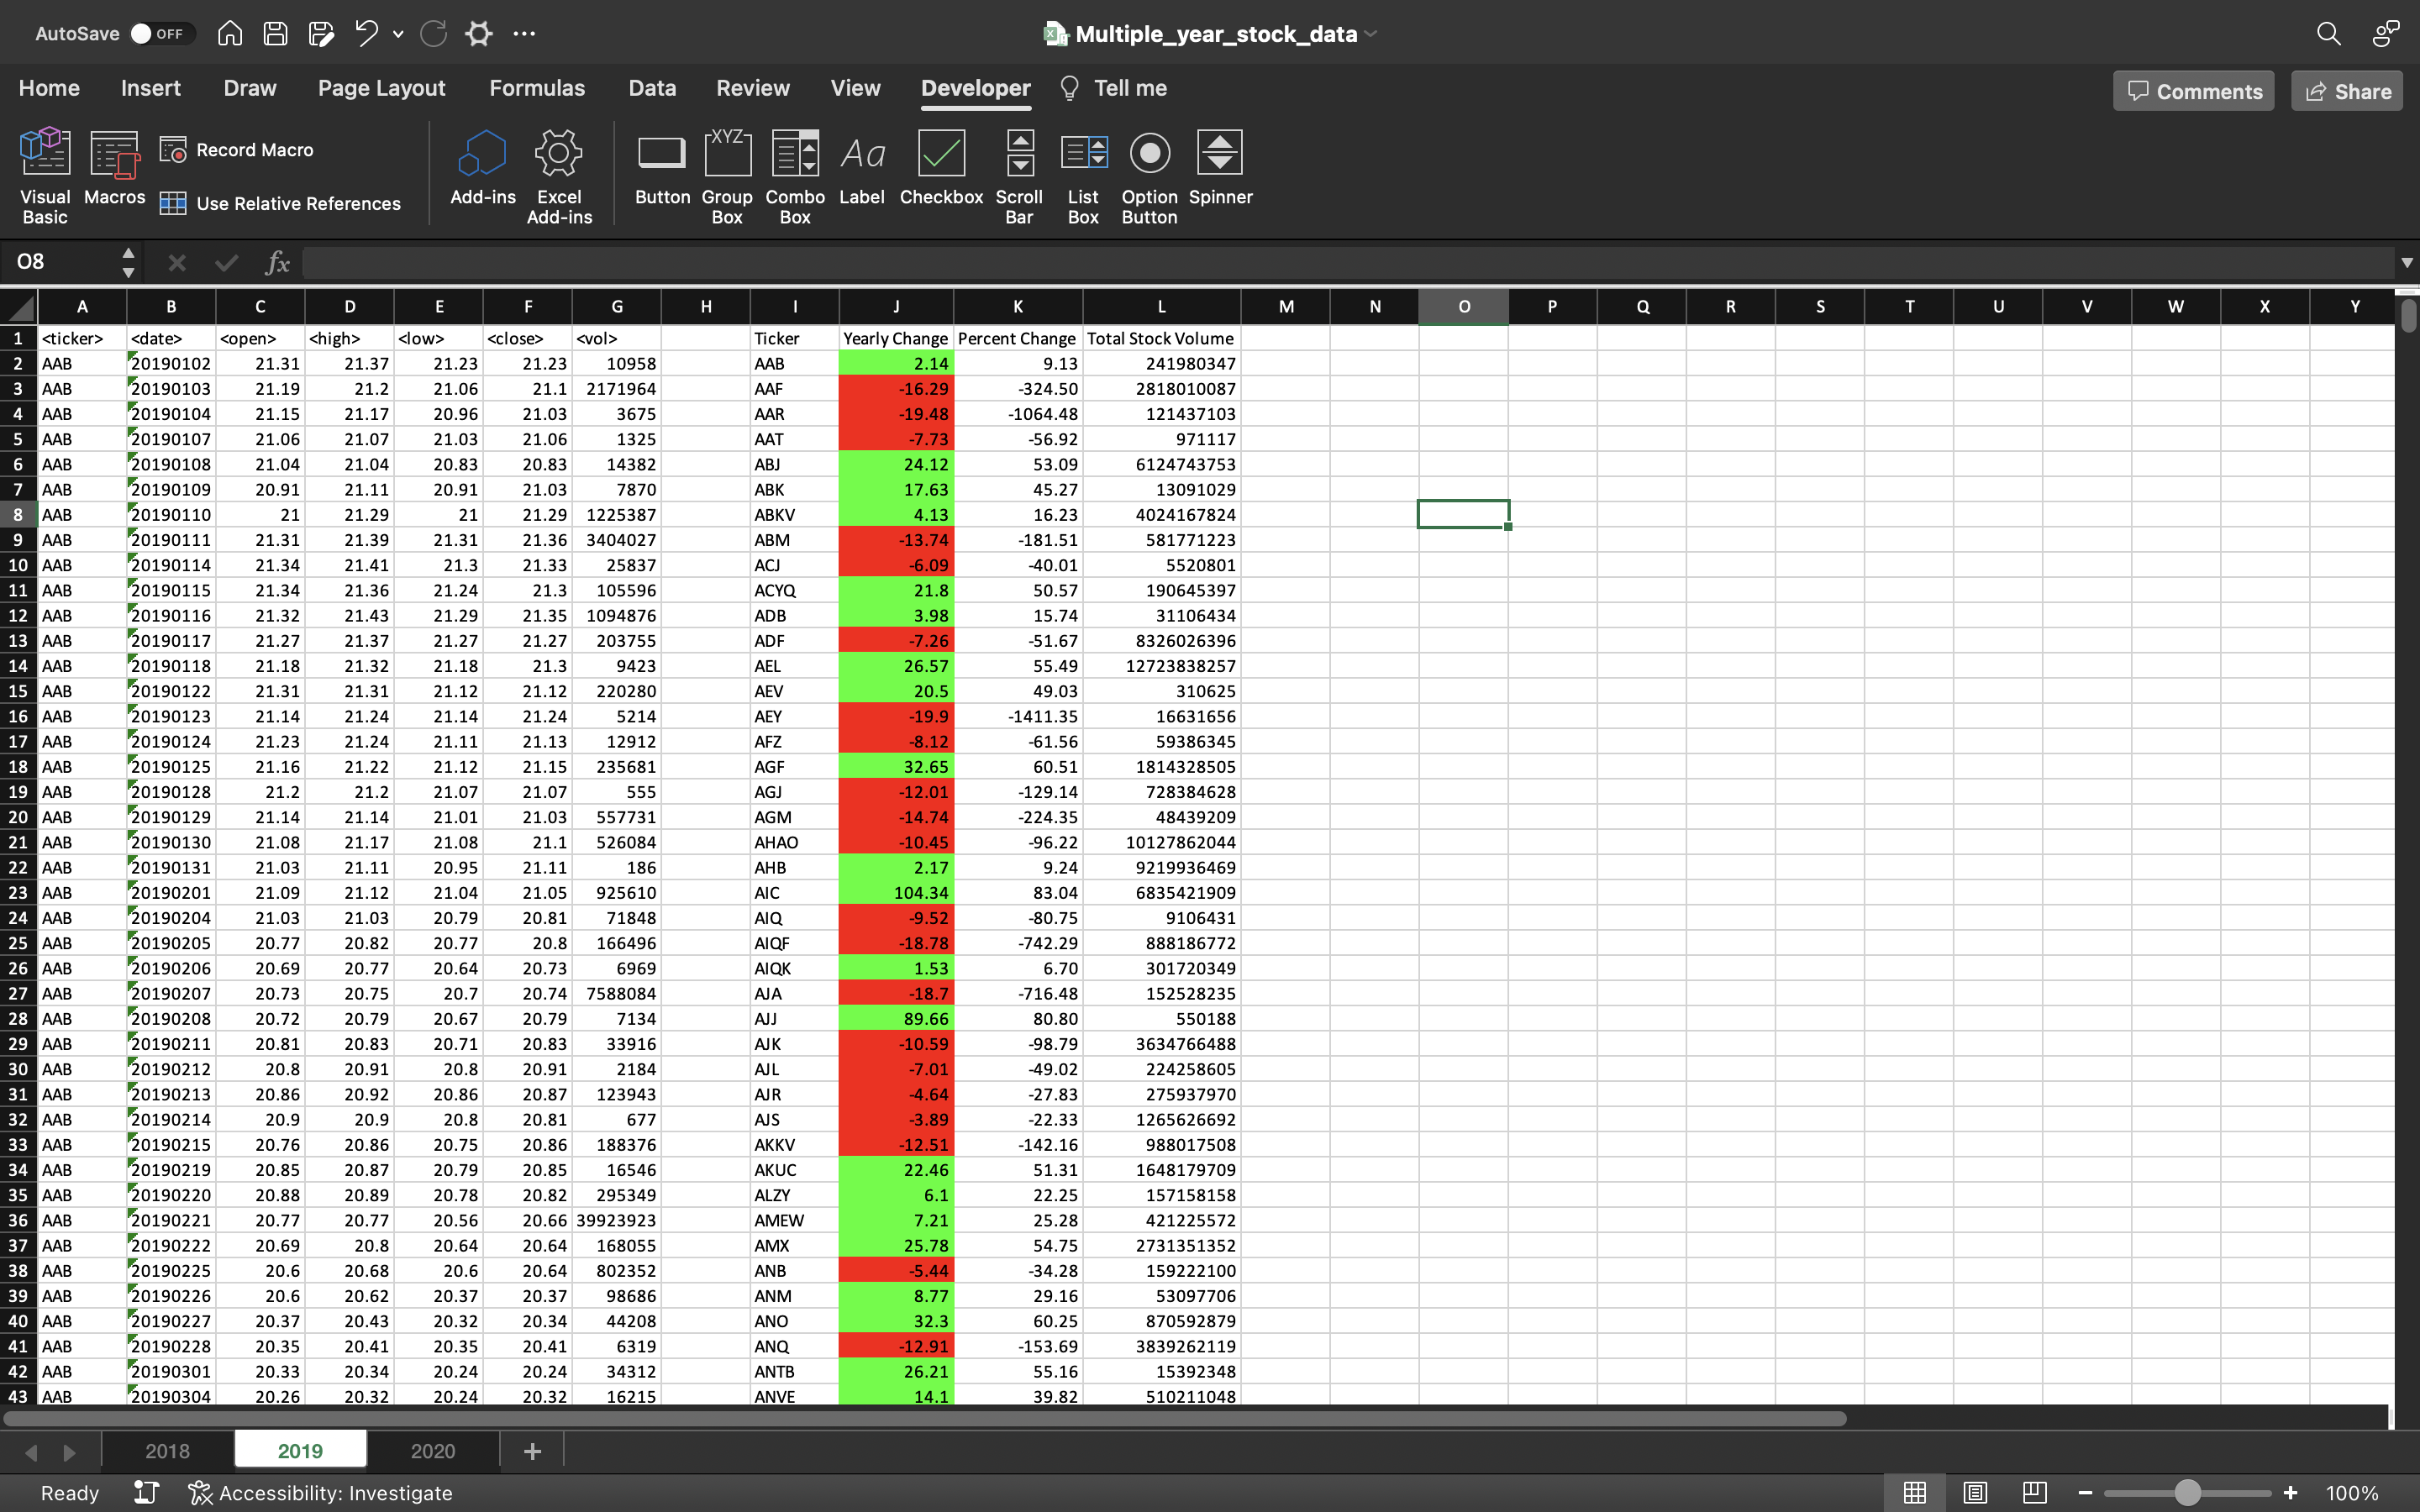 AutoSave OFF Multiple_year_stock_data
Home Insert Draw Page Layout Formulas Data Review View Developer Tell me Comments Share
Visual Basic Macros Record Macro Use Relative References Add-ins Excel Add-ins Button Group Box Combo Box Label Checkbox Scroll Bar List Box Option Button Spinner
XYZ Aa
O8 fx
A B C D E F G H I J K L M N O P Q R S T U V W X Y
1 <ticker> <date> <open> <high> <low> <close> <vol> Ticker Yearly Change Percent Change Total Stock Volume
2 AAB 20190102 21.31 21.37 21.23 21.23 10958 AAB 2.14 9.13 241980347
3 AAB 20190103 21.19 21.2 21.06 21.1 2171964 AAF -16.29 -324.50 2818010087
4 AAB 20190104 21.15 21.17 20.96 21.03 3675 AAR -19.48 -1064.48 121437103
5 AAB 20190107 21.06 21.07 21.03 21.06 1325 AAT -7.73 -56.92 971117
6 AAB 20190108 21.04 21.04 20.83 20.83 14382 ABJ 24.12 53.09 6124743753
7 AAB 20190109 20.91 21.11 20.91 21.03 7870 ABK 17.63 45.27 13091029
8 AAB 20190110 21 21.29 21 21.29 1225387 ABKV 4.13 16.23 4024167824
9 AAB 20190111 21.31 21.39 21.31 21.36 3404027 ABM -13.74 -181.51 581771223
10 AAB 20190114 21.34 21.41 21.3 21.33 25837 ACJ -6.09 -40.01 5520801
11 AAB 20190115 21.34 21.36 21.24 21.3 105596 ACYQ 21.8 50.57 190645397
12 AAB 20190116 21.32 21.43 21.29 21.35 1094876 ADB 3.98 15.74 31106434
13 AAB 20190117 21.27 21.37 21.27 21.27 203755 ADF -7.26 -51.67 8326026396
14 AAB 20190118 21.18 21.32 21.18 21.3 9423 AEL 26.57 55.49 12723838257
15 AAB 20190122 21.31 21.31 21.12 21.12 220280 AEV 20.5 49.03 310625
16 AAB 20190123 21.14 21.24 21.14 21.24 5214 AEY -19.9 -1411.35 16631656
17 AAB 20190124 21.23 21.24 21.11 21.13 12912 AFZ -8.12 -61.56 59386345
18 AAB 20190125 21.16 21.22 21.12 21.15 235681 AGF 32.65 60.51 1814328505
19 AAB 20190128 21.2 21.2 21.07 21.07 555 AGJ -12.01 -129.14 728384628
20 AAB 20190129 21.14 21.14 21.01 21.03 557731 AGM -14.74 -224.35 48439209
21 AAB 20190130 21.08 21.17 21.08 21.1 526084 AHAO -10.45 -96.22 10127862044
22 AAB 20190131 21.03 21.11 20.95 21.11 186 AHB 2.17 9.24 9219936469
23 AAB 20190201 21.09 21.12 21.04 21.05 925610 AIC 104.34 83.04 6835421909
24 AAB 20190204 21.03 21.03 20.79 20.81 71848 AIQ -9.52 -80.75 9106431
25 AAB 20190205 20.77 20.82 20.77 20.8 166496 AIQF -18.78 -742.29 888186772
26 AAB 20190206 20.69 20.77 20.64 20.73 6969 AIQK 1.53 6.70 301720349
27 AAB 20190207 20.73 20.75 20.7 20.74 7588084 AJA -18.7 -716.48 152528235
28 AAB 20190208 20.72 20.79 20.67 20.79 7134 AJJ 89.66 80.80 550188
29 AAB 20190211 20.81 20.83 20.71 20.83 33916 AJK -10.59 -98.79 3634766488
30 AAB 20190212 20.8 20.91 20.8 20.91 2184 AJL -7.01 -49.02 224258605
31 AAB 20190213 20.86 20.92 20.86 20.87 123943 AJR -4.64 -27.83 275937970
32 AAB 20190214 20.9 20.9 20.8 20.81 677 AJS -3.89 -22.33 1265626692
33 AAB 20190215 20.76 20.86 20.75 20.86 188376 AKKV -12.51 -142.16 988017508
34 AAB 20190219 20.85 20.87 20.79 20.85 16546 AKUC 22.46 51.31 1648179709
35 AAB 20190220 20.88 20.89 20.78 20.82 295349 ALZY 6.1 22.25 157158158
36 AAB 20190221 20.77 20.77 20.56 20.66 39923923 AMEW 7.21 25.28 421225572
37 AAB 20190222 20.69 20.8 20.64 20.64 168055 AMX 25.78 54.75 2731351352
38 AAB 20190225 20.6 20.68 20.6 20.64 802352 ANB -5.44 -34.28 159222100
39 AAB 20190226 20.6 20.62 20.37 20.37 98686 ANM 8.77 29.16 53097706
40 AAB 20190227 20.37 20.43 20.32 20.34 44208 ANO 32.3 60.25 870592879
41 AAB 20190228 20.35 20.41 20.35 20.41 6319 ANQ -12.91 -153.69 3839262119
42 AAB 20190301 20.33 20.34 20.24 20.24 34312 ANTB 26.21 55.16 15392348
43 AAB 20190304 20.26 20.32 20.24 20.32 16215 ANVE 14.1 39.82 510211048
2018 2019 2020 +
Ready Accessibility: Investigate 100%